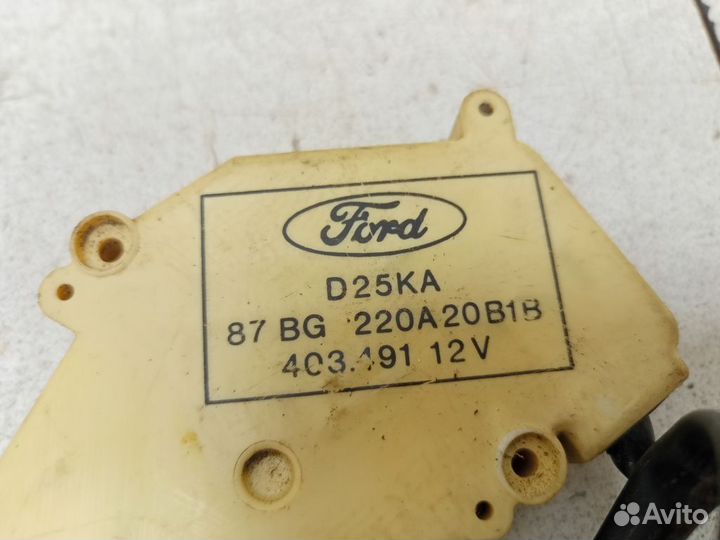 Ford
D25KA
87 BG 220A20B1B
403.491 12V
Avito